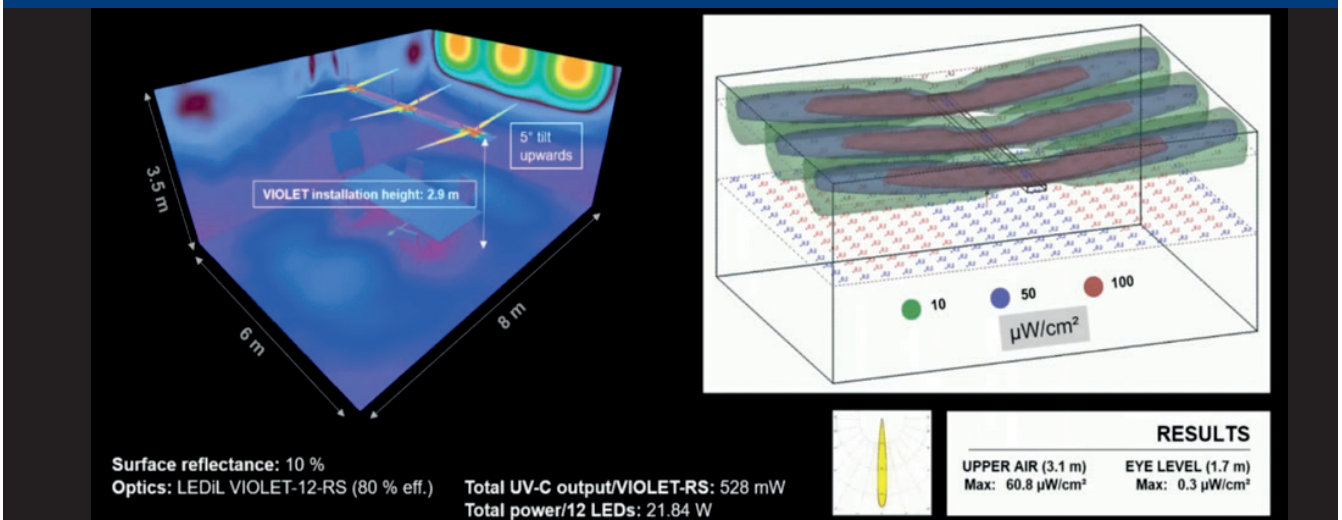 5° tilt
upwards
VIOLET installation height: 2.9 m
3.5 m
6 m
8 m
10
50
100
µW/cm²
Surface reflectance: 10 %
Optics: LEDiL VIOLET-12-RS (80 % eff.)
Total UV-C output/VIOLET-RS: 528 mW
Total power/12 LEDs: 21.84 W
RESULTS
UPPER AIR (3.1 m)
Max: 60.8 µW/cm²
EYE LEVEL (1.7 m)
Max: 0.3 µW/cm²